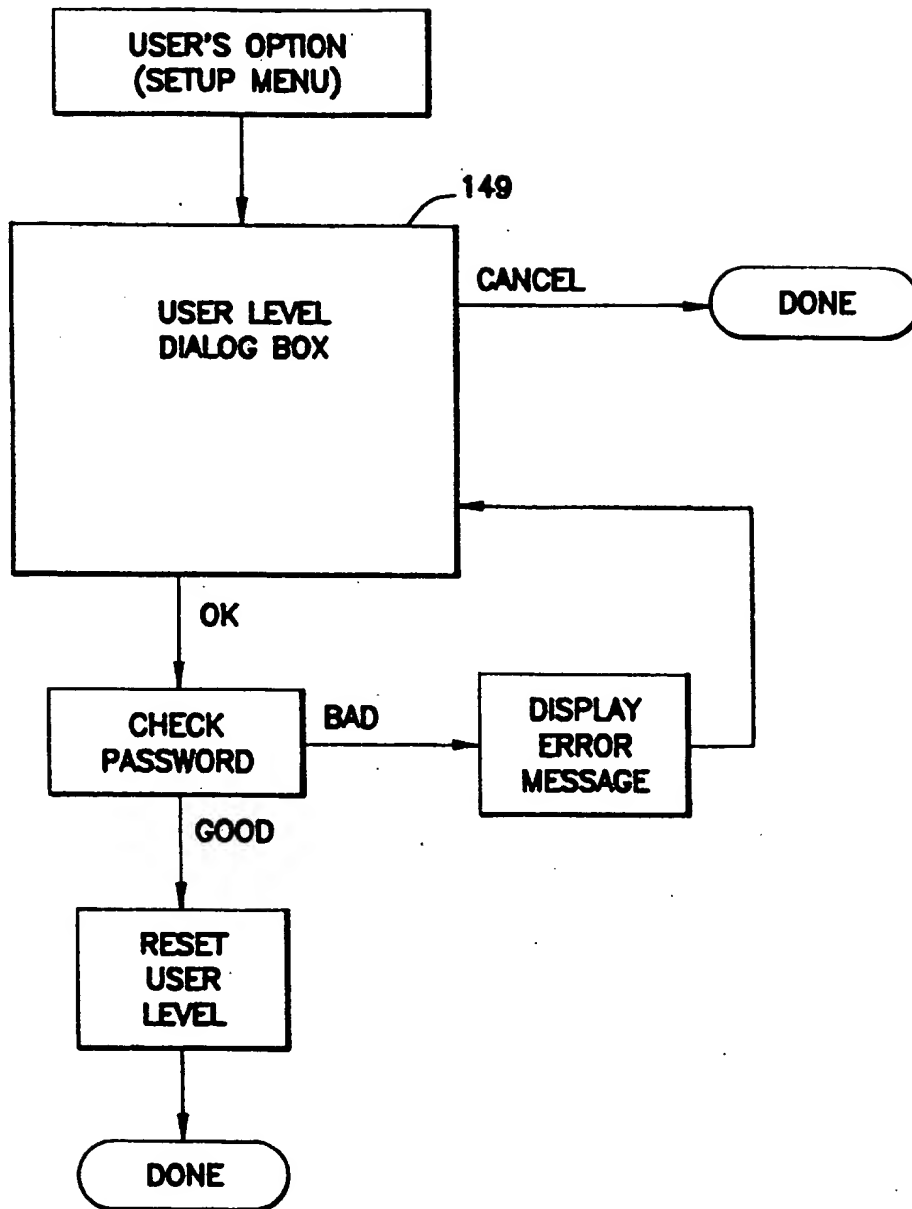 USER'S OPTION
(SETUP MENU)
149
USER LEVEL
DIALOG BOX
CANCEL
DONE
OK
CHECK
PASSWORD
BAD
DISPLAY
ERROR
MESSAGE
GOOD
RESET
USER
LEVEL
DONE